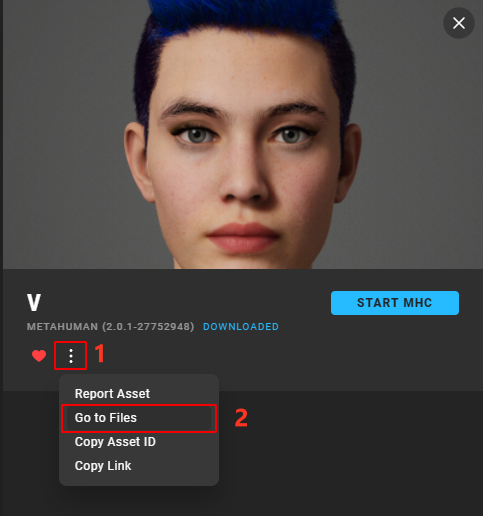 V
START MHC
METAHUMAN (2.0.1-27752948) DOWNLOADED
1
Report Asset
Go to Files
2
Copy Asset ID
Copy Link